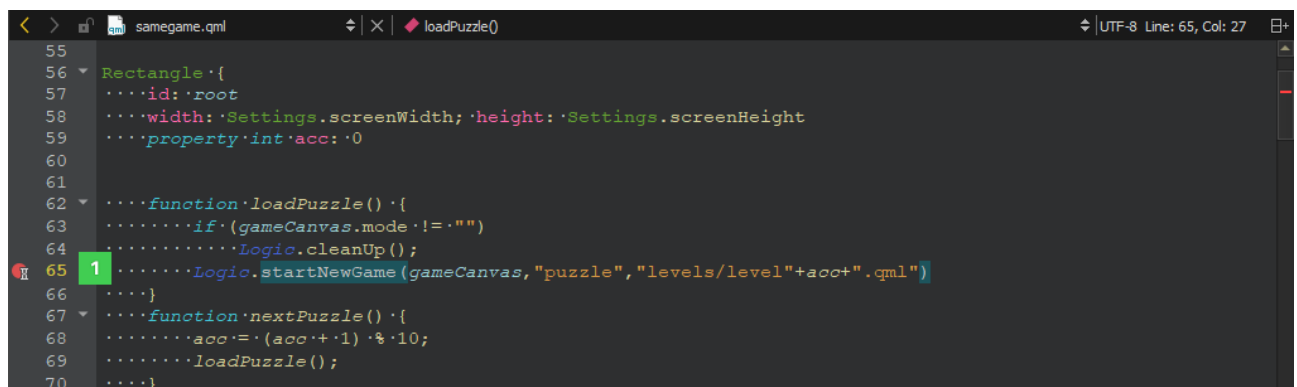 samegame.qml loadPuzzle() UTF-8 Line: 65, Col: 27
55
56 Rectangle·{
57 ····id:·root
58 ····width:·Settings.screenWidth;·height:·Settings.screenHeight
59 ····property·int·acc:·0
60
61
62 ····function·loadPuzzle()·{
63 ········if·(gameCanvas.mode·!=·"")
64 ············Logic.cleanUp();
65 1 ·······Logic.startNewGame(gameCanvas,"puzzle","levels/level"+acc+".qml")
66 ····}
67 ····function·nextPuzzle()·{
68 ········acc·=·(acc·+·1)·%·10;
69 ········loadPuzzle();
70 ····}